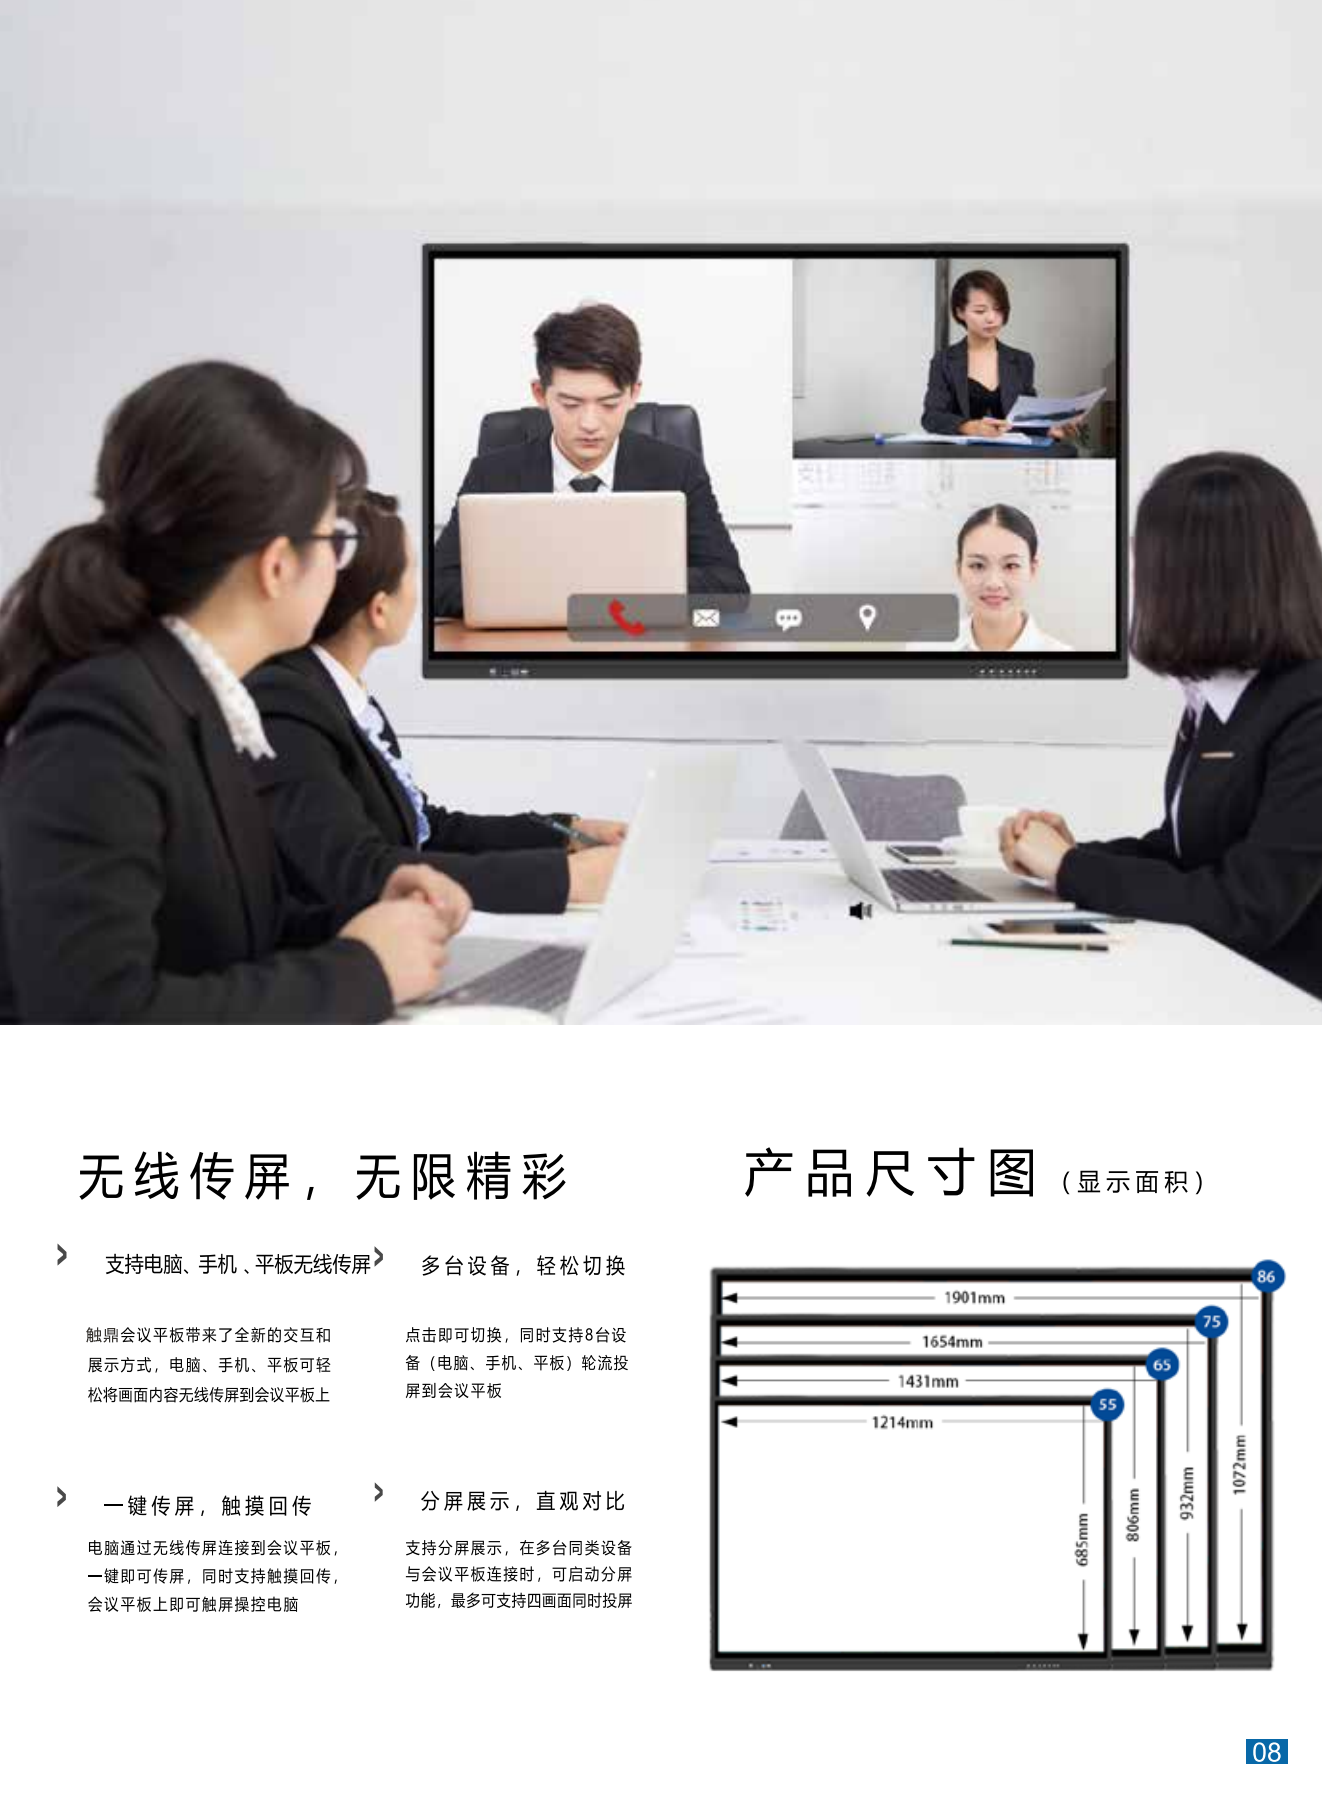 无线传屏，无限精彩
支持电脑、手机、平板无线传屏
触鼎会议平板带来了全新的交互和
展示方式，电脑、手机、平板可轻
松将画面内容无线传屏到会议平板上
多台设备，轻松切换
点击即可切换，同时支持8台设
备（电脑、手机、平板）轮流投
屏到会议平板
一键传屏，触摸回传
电脑通过无线传屏连接到会议平板，
一键即可传屏，同时支持触摸回传，
会议平板上即可触屏操控电脑
分屏展示，直观对比
支持分屏展示，在多台同类设备
与会议平板连接时，可启动分屏
功能，最多可支持四画面同时投屏
产品尺寸图（显示面积）
86
1901mm
75
1654mm
65
1431mm
55
1214mm
685mm
806mm
932mm
1072mm
08